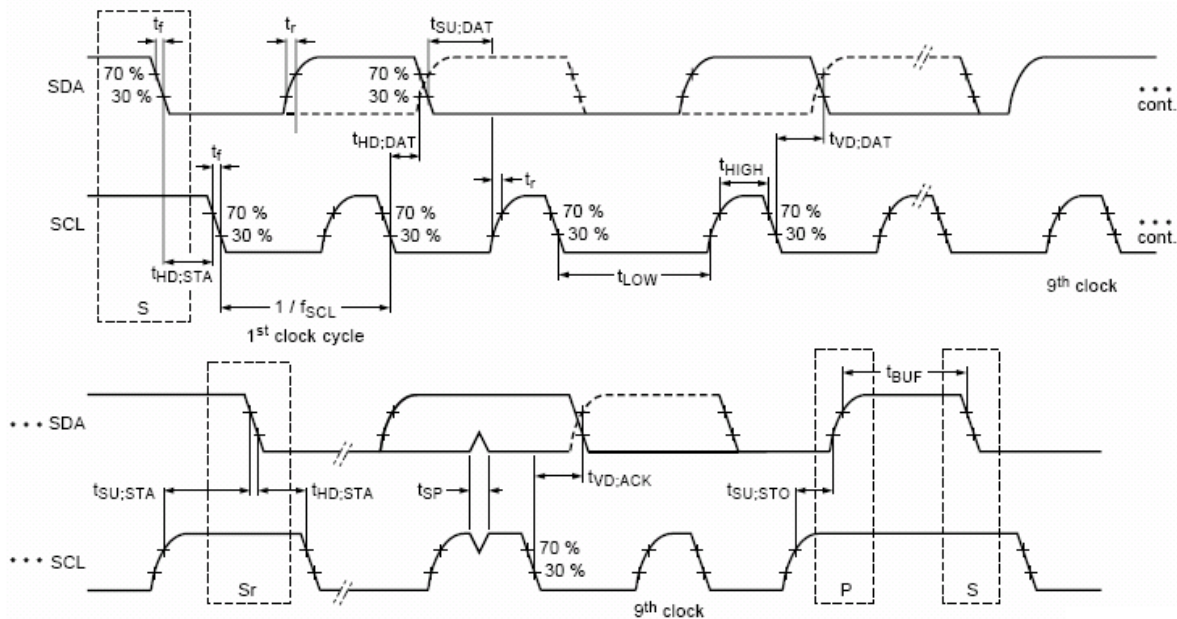 tf tr tSU;DAT
SDA 70 % 70 %
30 % 30 % • • • cont.
tHD;DAT tVD;DAT
tf tr tHIGH
SCL 70 % 70 % 70 % 70 %
30 % 30 % 30 % 30 % • • • cont.
tHD;STA tLOW
S 1 / fSCL 9th clock
1st clock cycle
tBUF
• • • SDA
tSU;STA tHD;STA tSP tVD;ACK tSU;STO
• • • SCL 70 %
30 %
Sr P S
9th clock